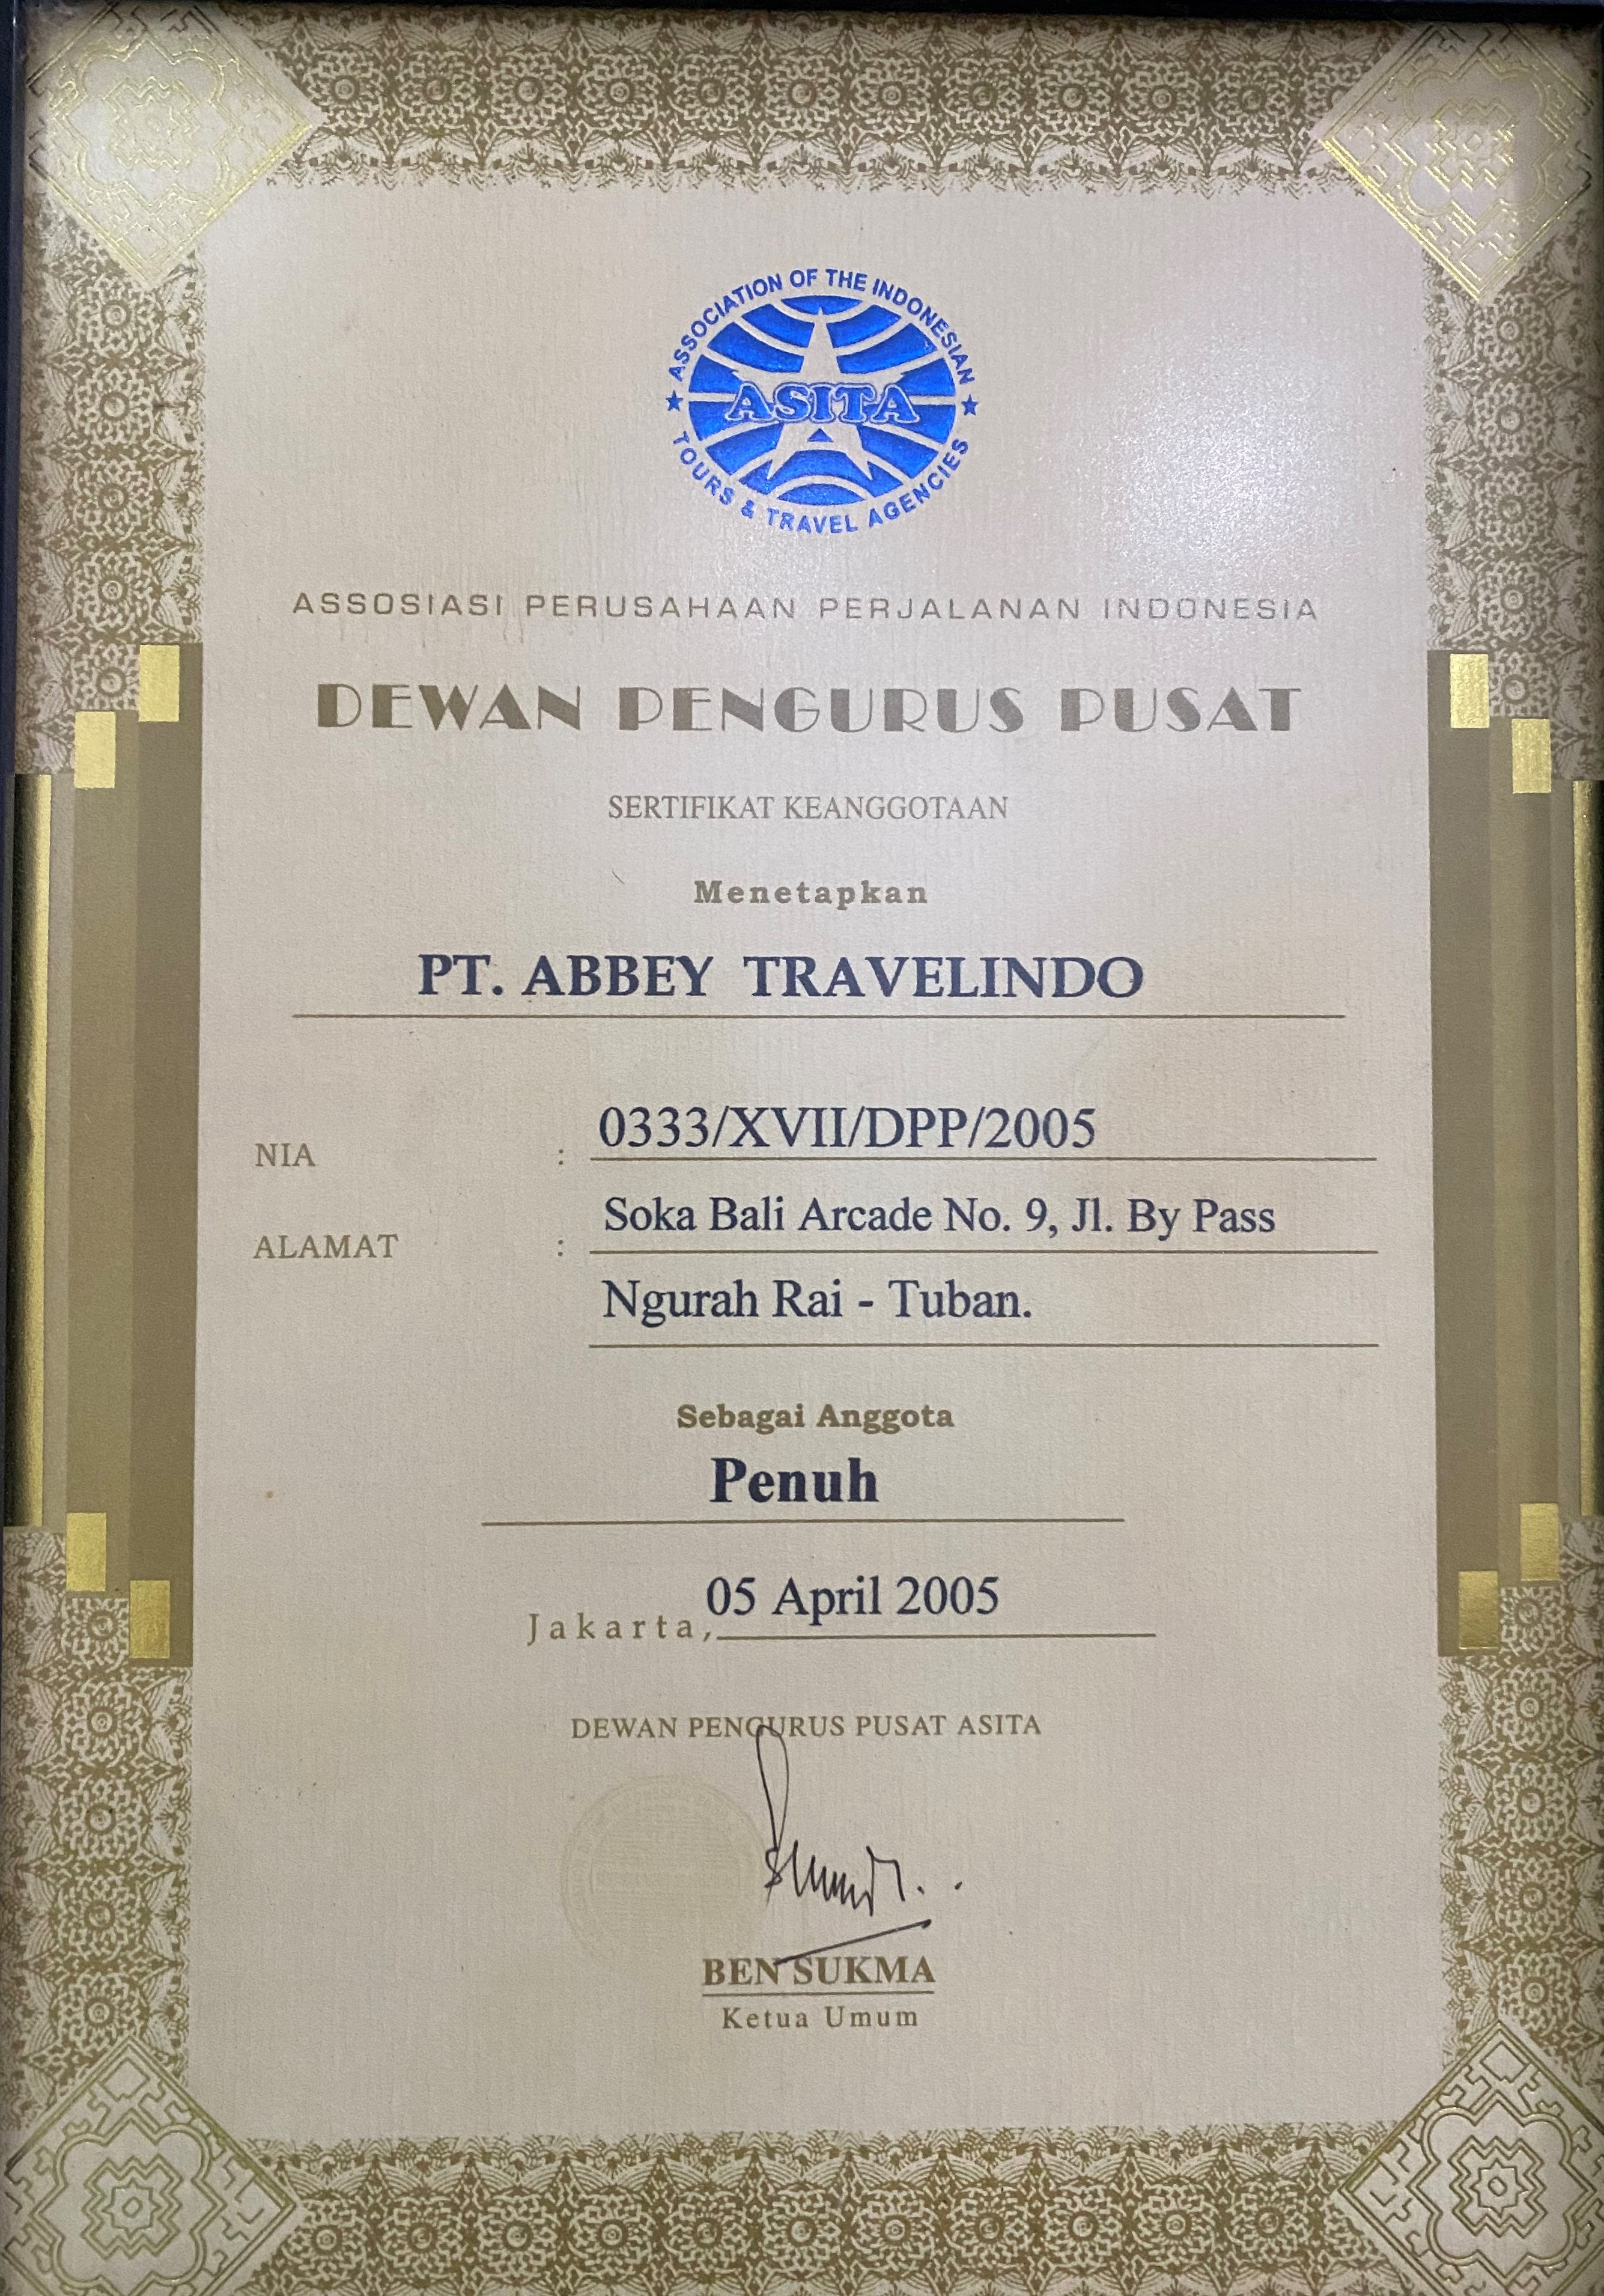 ASSOCIATION OF THE INDONESIAN
ASITA
TOURS & TRAVEL AGENCIES
ASSOSIASI PERUSAHAAN PERJALANAN INDONESIA
DEWAN PENGURUS PUSAT
SERTIFIKAT KEANGGOTAAN
Menetapkan
PT. ABBEY TRAVELINDO
NIA : 0333/XVII/DPP/2005
ALAMAT : Soka Bali Arcade No. 9, Jl. By Pass
Ngurah Rai - Tuban.
Sebagai Anggota
Penuh
Jakarta, 05 April 2005
DEWAN PENGURUS PUSAT ASITA
BEN SUKMA
Ketua Umum